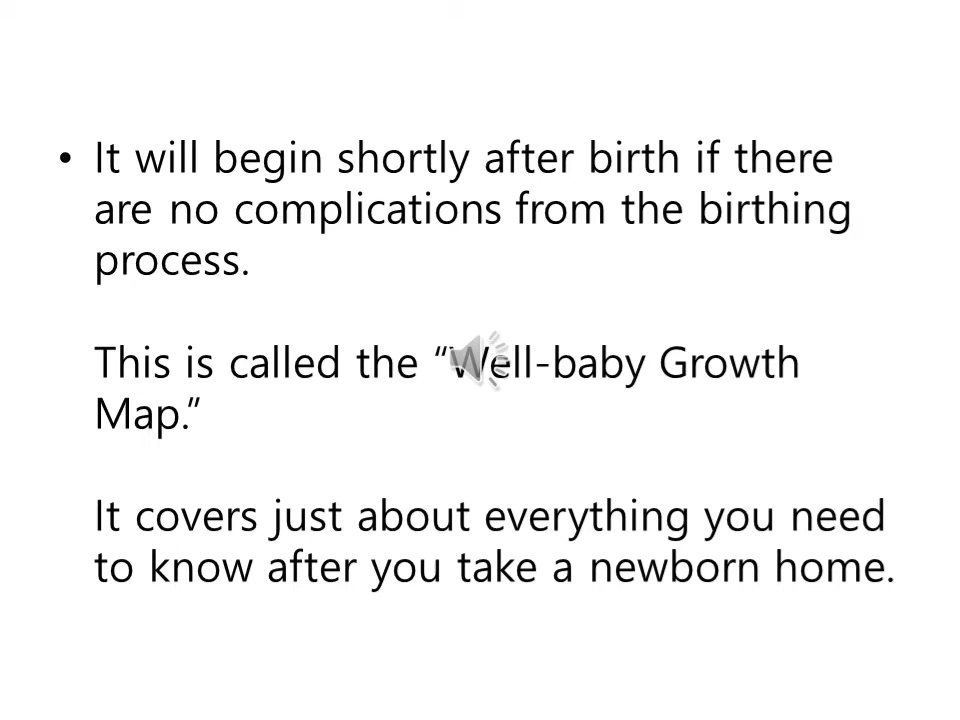 • It will begin shortly after birth if there
are no complications from the birthing
process.
This is called the “Well-baby Growth
Map.”
It covers just about everything you need
to know after you take a newborn home.